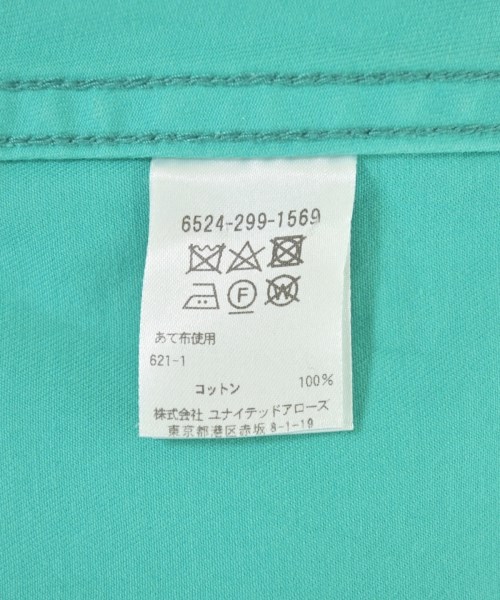 6524-299-1569
F W
あて布使用
621-1
コットン 100%
株式会社 ユナイテッドアローズ
東京都港区赤坂 8-1-19